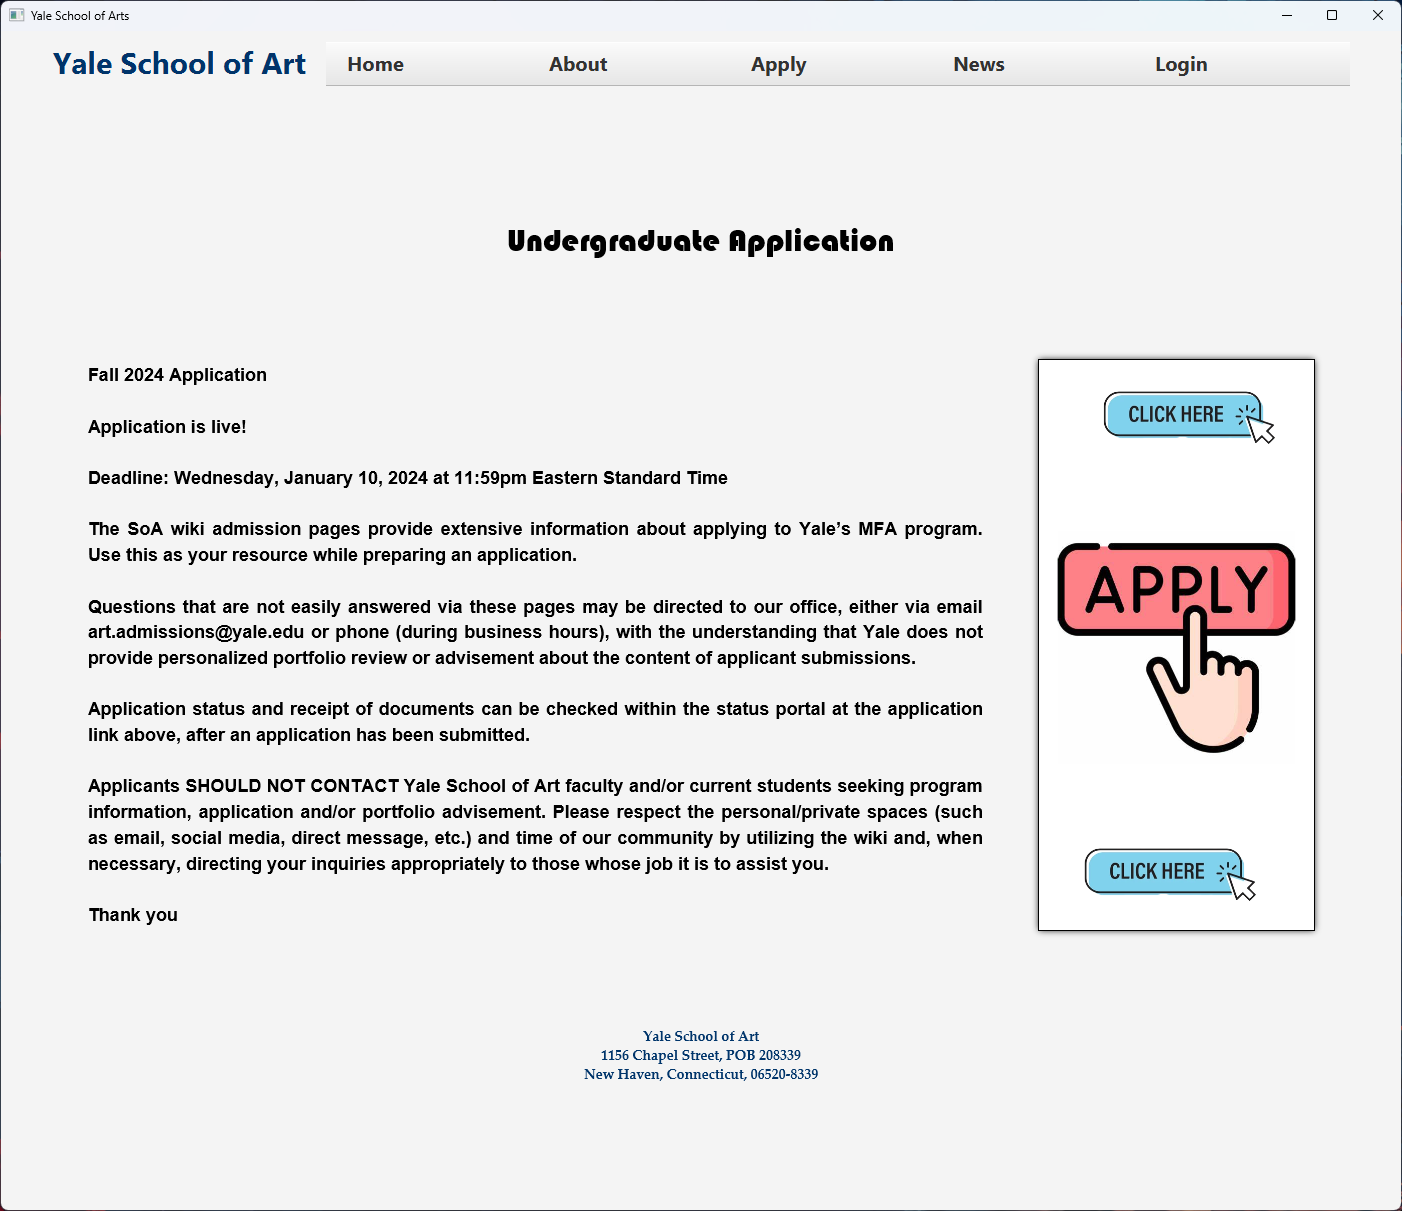 Yale School of Arts
Yale School of Art
Home
About
Apply
News
Login
Undergraduate Application
Fall 2024 Application
Application is live!
Deadline: Wednesday, January 10, 2024 at 11:59pm Eastern Standard Time
The SoA wiki admission pages provide extensive information about applying to Yale’s MFA program.
Use this as your resource while preparing an application.
Questions that are not easily answered via these pages may be directed to our office, either via email
art.admissions@yale.edu or phone (during business hours), with the understanding that Yale does not
provide personalized portfolio review or advisement about the content of applicant submissions.
Application status and receipt of documents can be checked within the status portal at the application
link above, after an application has been submitted.
Applicants SHOULD NOT CONTACT Yale School of Art faculty and/or current students seeking program
information, application and/or portfolio advisement. Please respect the personal/private spaces (such
as email, social media, direct message, etc.) and time of our community by utilizing the wiki and, when
necessary, directing your inquiries appropriately to those whose job it is to assist you.
Thank you
CLICK HERE
APPLY
CLICK HERE
Yale School of Art
1156 Chapel Street, POB 208339
New Haven, Connecticut, 06520-8339